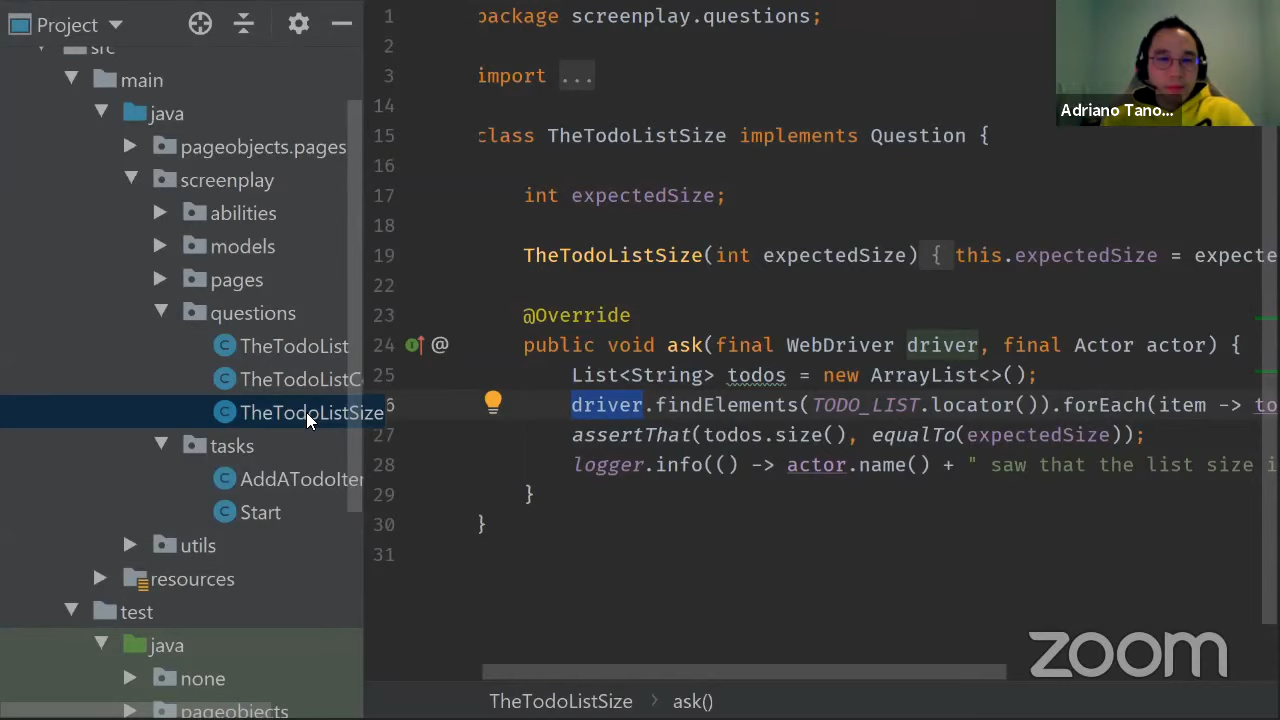 Project
src
main
java
pageobjects.pages
screenplay
abilities
models
pages
questions
TheTodoList
TheTodoListC
TheTodoListSize
tasks
AddATodoIte
Start
utils
resources
test
java
none
pageobjects
1 package screenplay.questions;
2
3 import ...
14
15 class TheTodoListSize implements Question {
16
17 int expectedSize;
18
19 TheTodoListSize(int expectedSize) { this.expectedSize = expecte
22
23 @Override
24 @ public void ask(final WebDriver driver, final Actor actor) {
25 List<String> todos = new ArrayList<>();
6 driver.findElements(TODO_LIST.locator()).forEach(item -> to
27 assertThat(todos.size(), equalTo(expectedSize));
28 logger.info(() -> actor.name() + " saw that the list size i
29 }
30 }
31
TheTodoListSize > ask()
Adriano Tano...
zoom